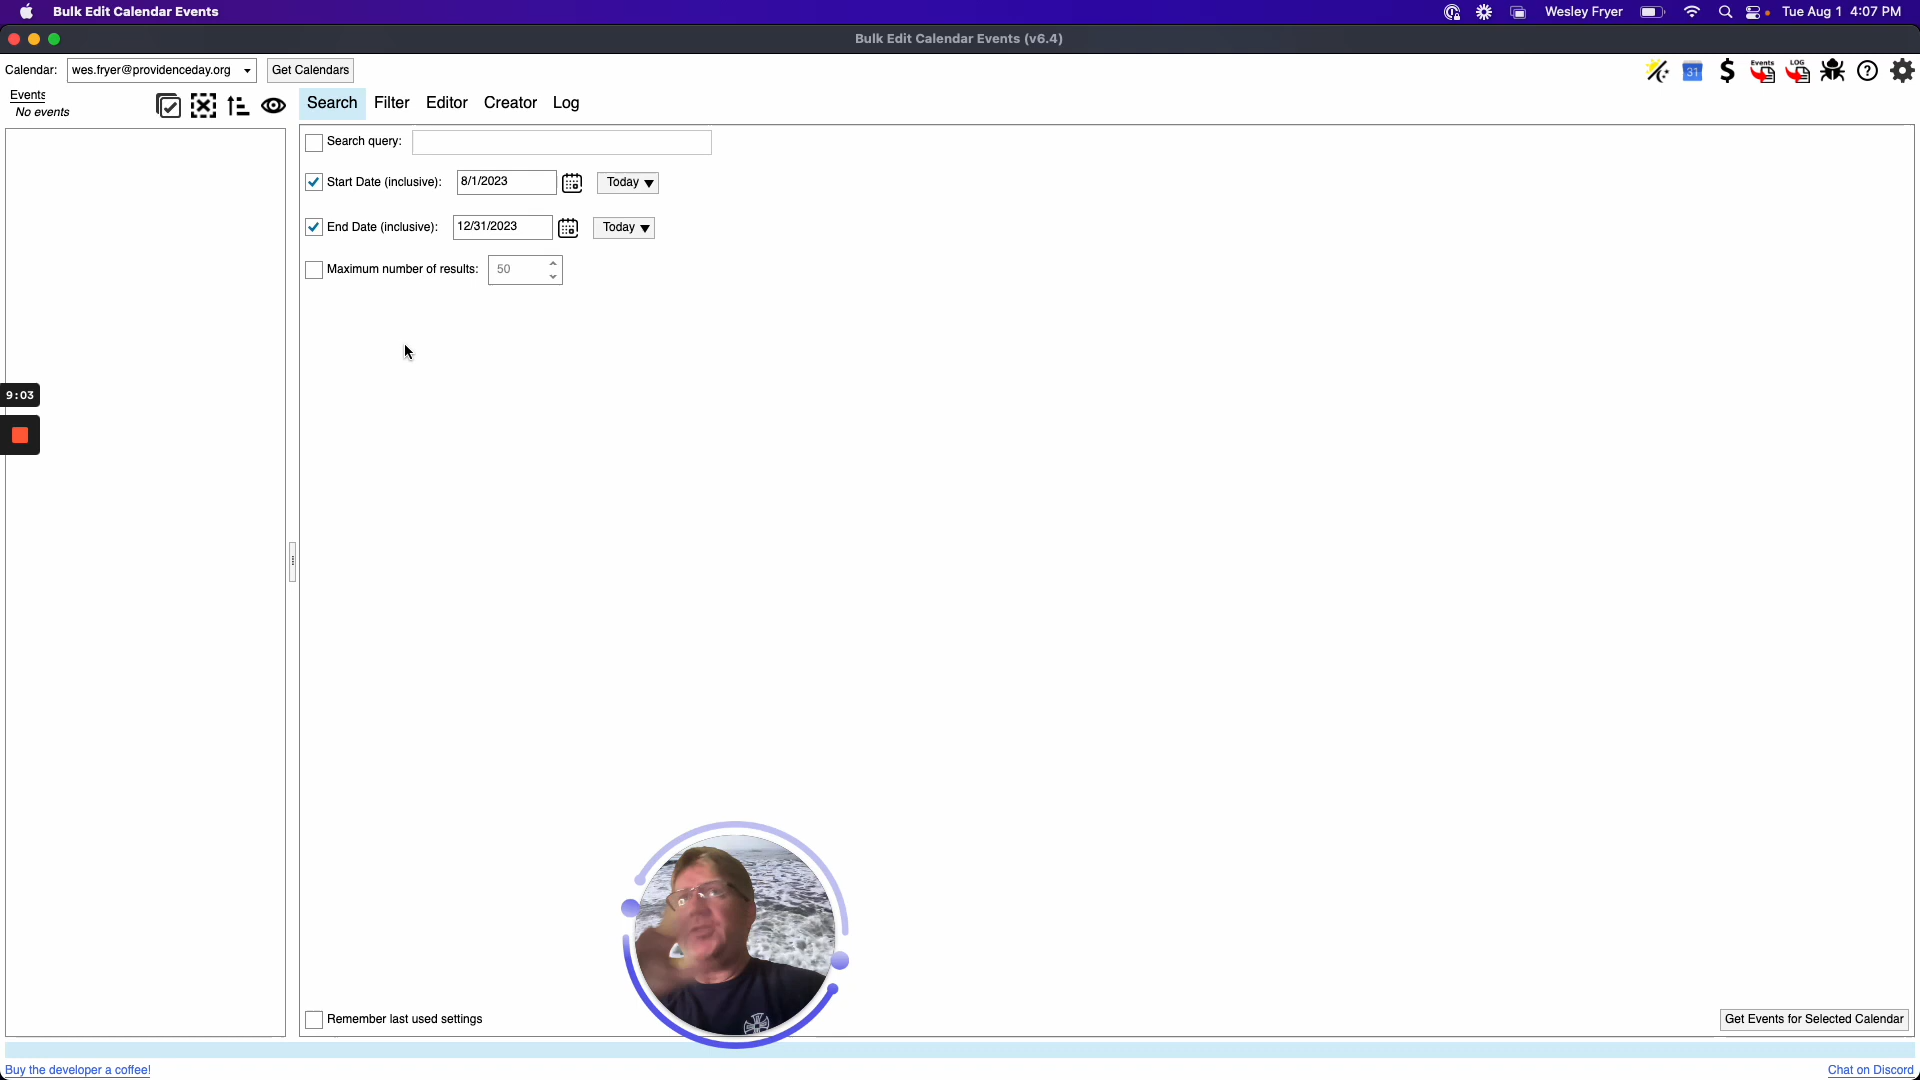 Bulk Edit Calendar Events
Wesley Fryer
Tue Aug 1 4:07 PM
Bulk Edit Calendar Events (v6.4)
Calendar: wes.fryer@providenceday.org Get Calendars
31
Events
LOG
Events
No events
Search Filter Editor Creator Log
Search query:
Start Date (inclusive): 8/1/2023 Today
End Date (inclusive): 12/31/2023 Today
Maximum number of results: 50
9:03
Remember last used settings
Get Events for Selected Calendar
Buy the developer a coffee!
Chat on Discord